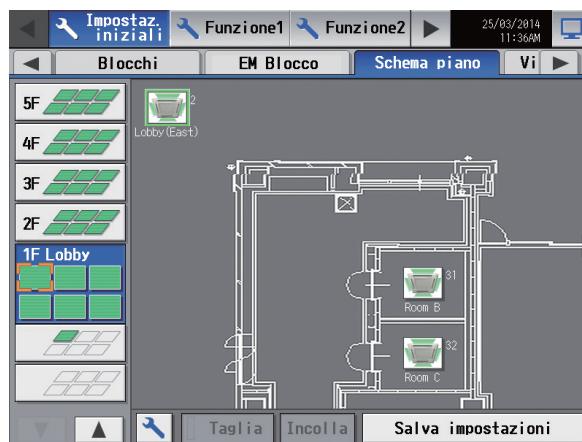 Impostaz.
iniziali
Funzione1
Funzione2
25/03/2014
11:36AM
Blocchi
EM Blocco
Schema piano
Vi
5F
4F
3F
2F
1F Lobby
2
Lobby(East)
31
Room B
32
Room C
Taglia
Incolla
Salva impostazioni